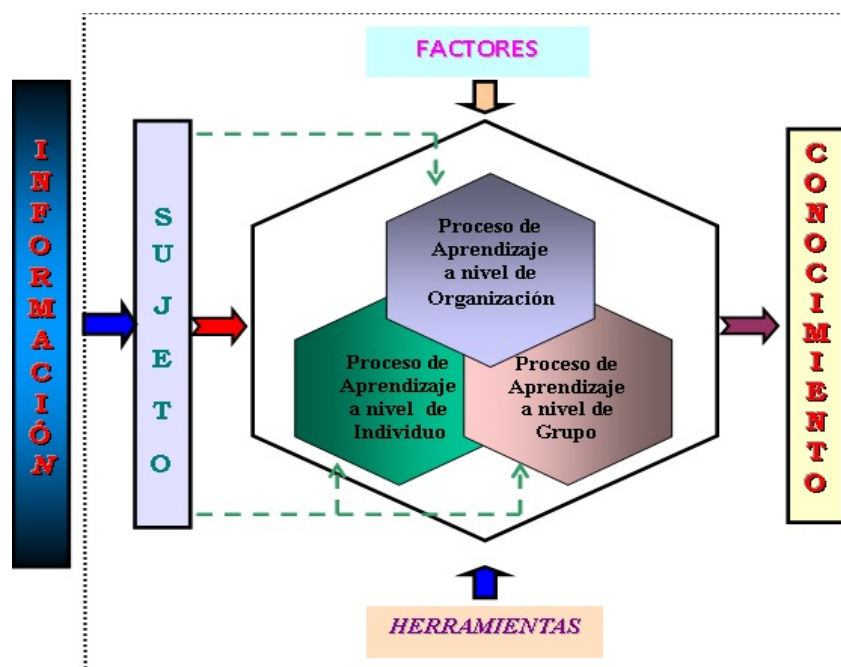 FACTORES
INFORMACIÓN
SUJETO
Proceso de
Aprendizaje
a nivel de
Organización
Proceso de
Aprendizaje
a nivel de
Individuo
Proceso de
Aprendizaje
a nivel de
Grupo
CONOCIMIENTO
HERRAMIENTAS